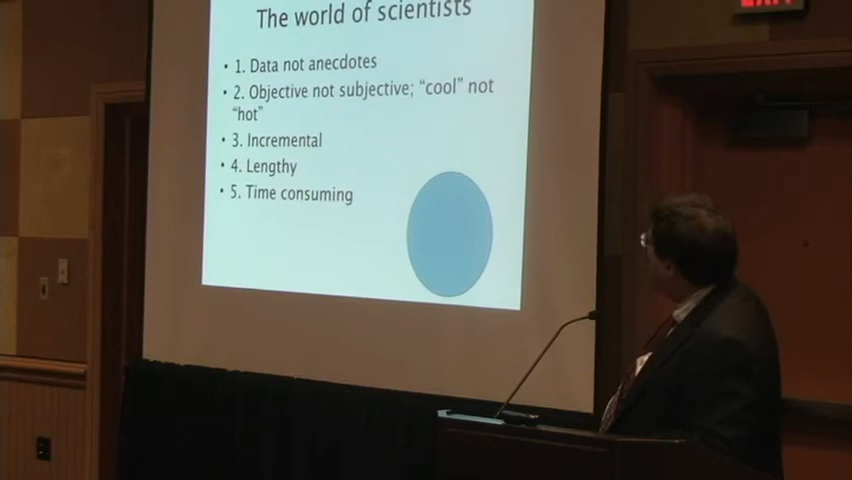 EXIT
The world of scientists
• 1. Data not anecdotes
• 2. Objective not subjective; "cool" not
"hot"
• 3. Incremental
• 4. Lengthy
• 5. Time consuming